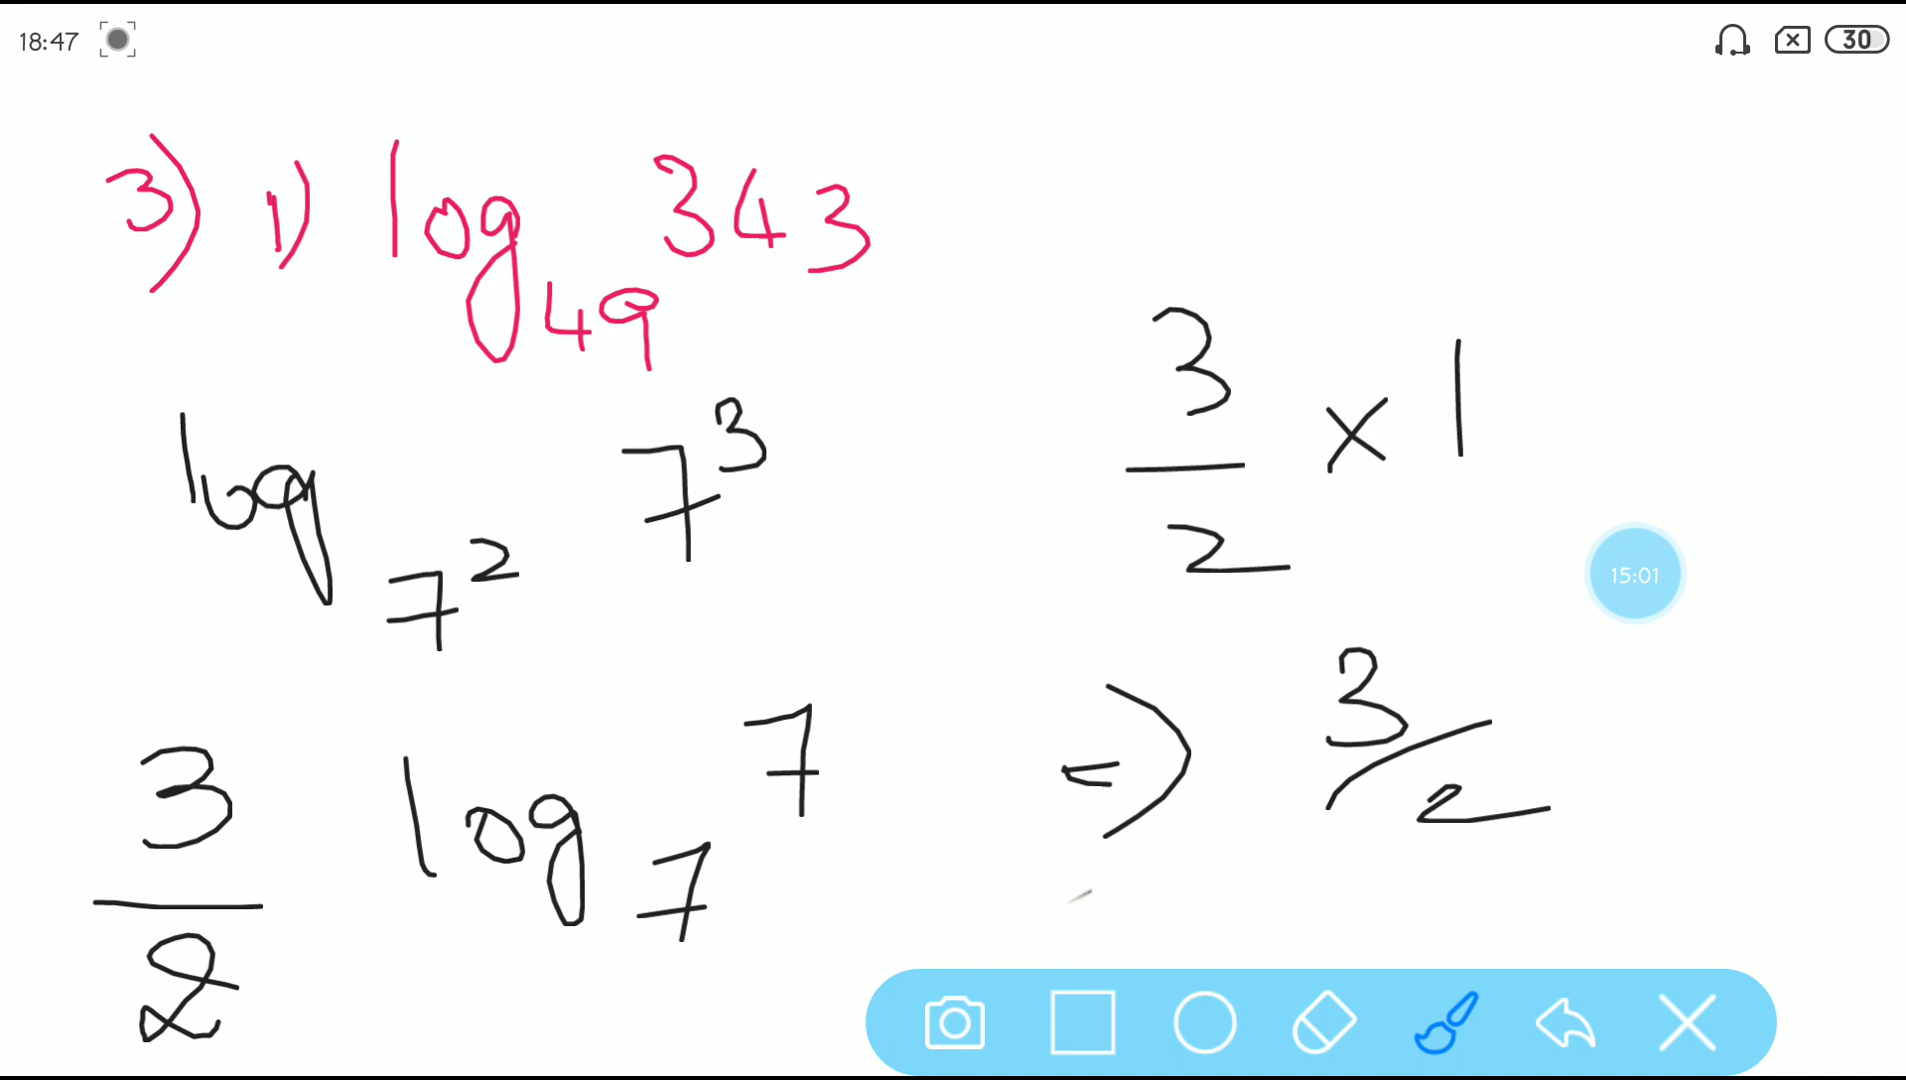 18:47 30
3) 1) log₄₉ 343
log₇² 7³
3/2 log₇ 7
3/2 × 1
15:01
=) 3/2